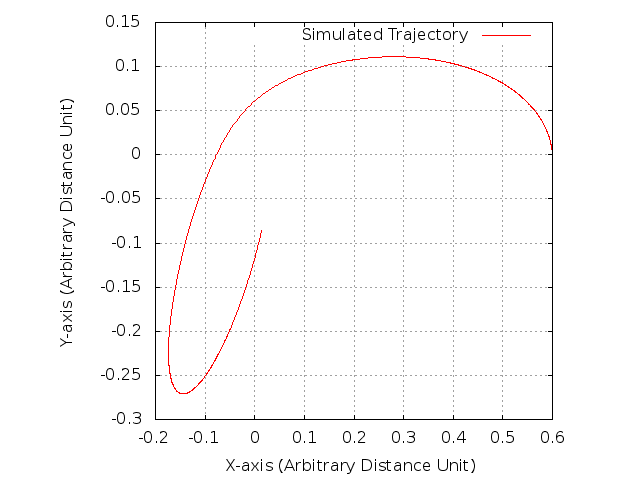 Simulated Trajectory
0.15
0.1
0.05
0
-0.05
-0.1
-0.15
-0.2
-0.25
-0.3
Y-axis (Arbitrary Distance Unit)
-0.2 -0.1 0 0.1 0.2 0.3 0.4 0.5 0.6
X-axis (Arbitrary Distance Unit)